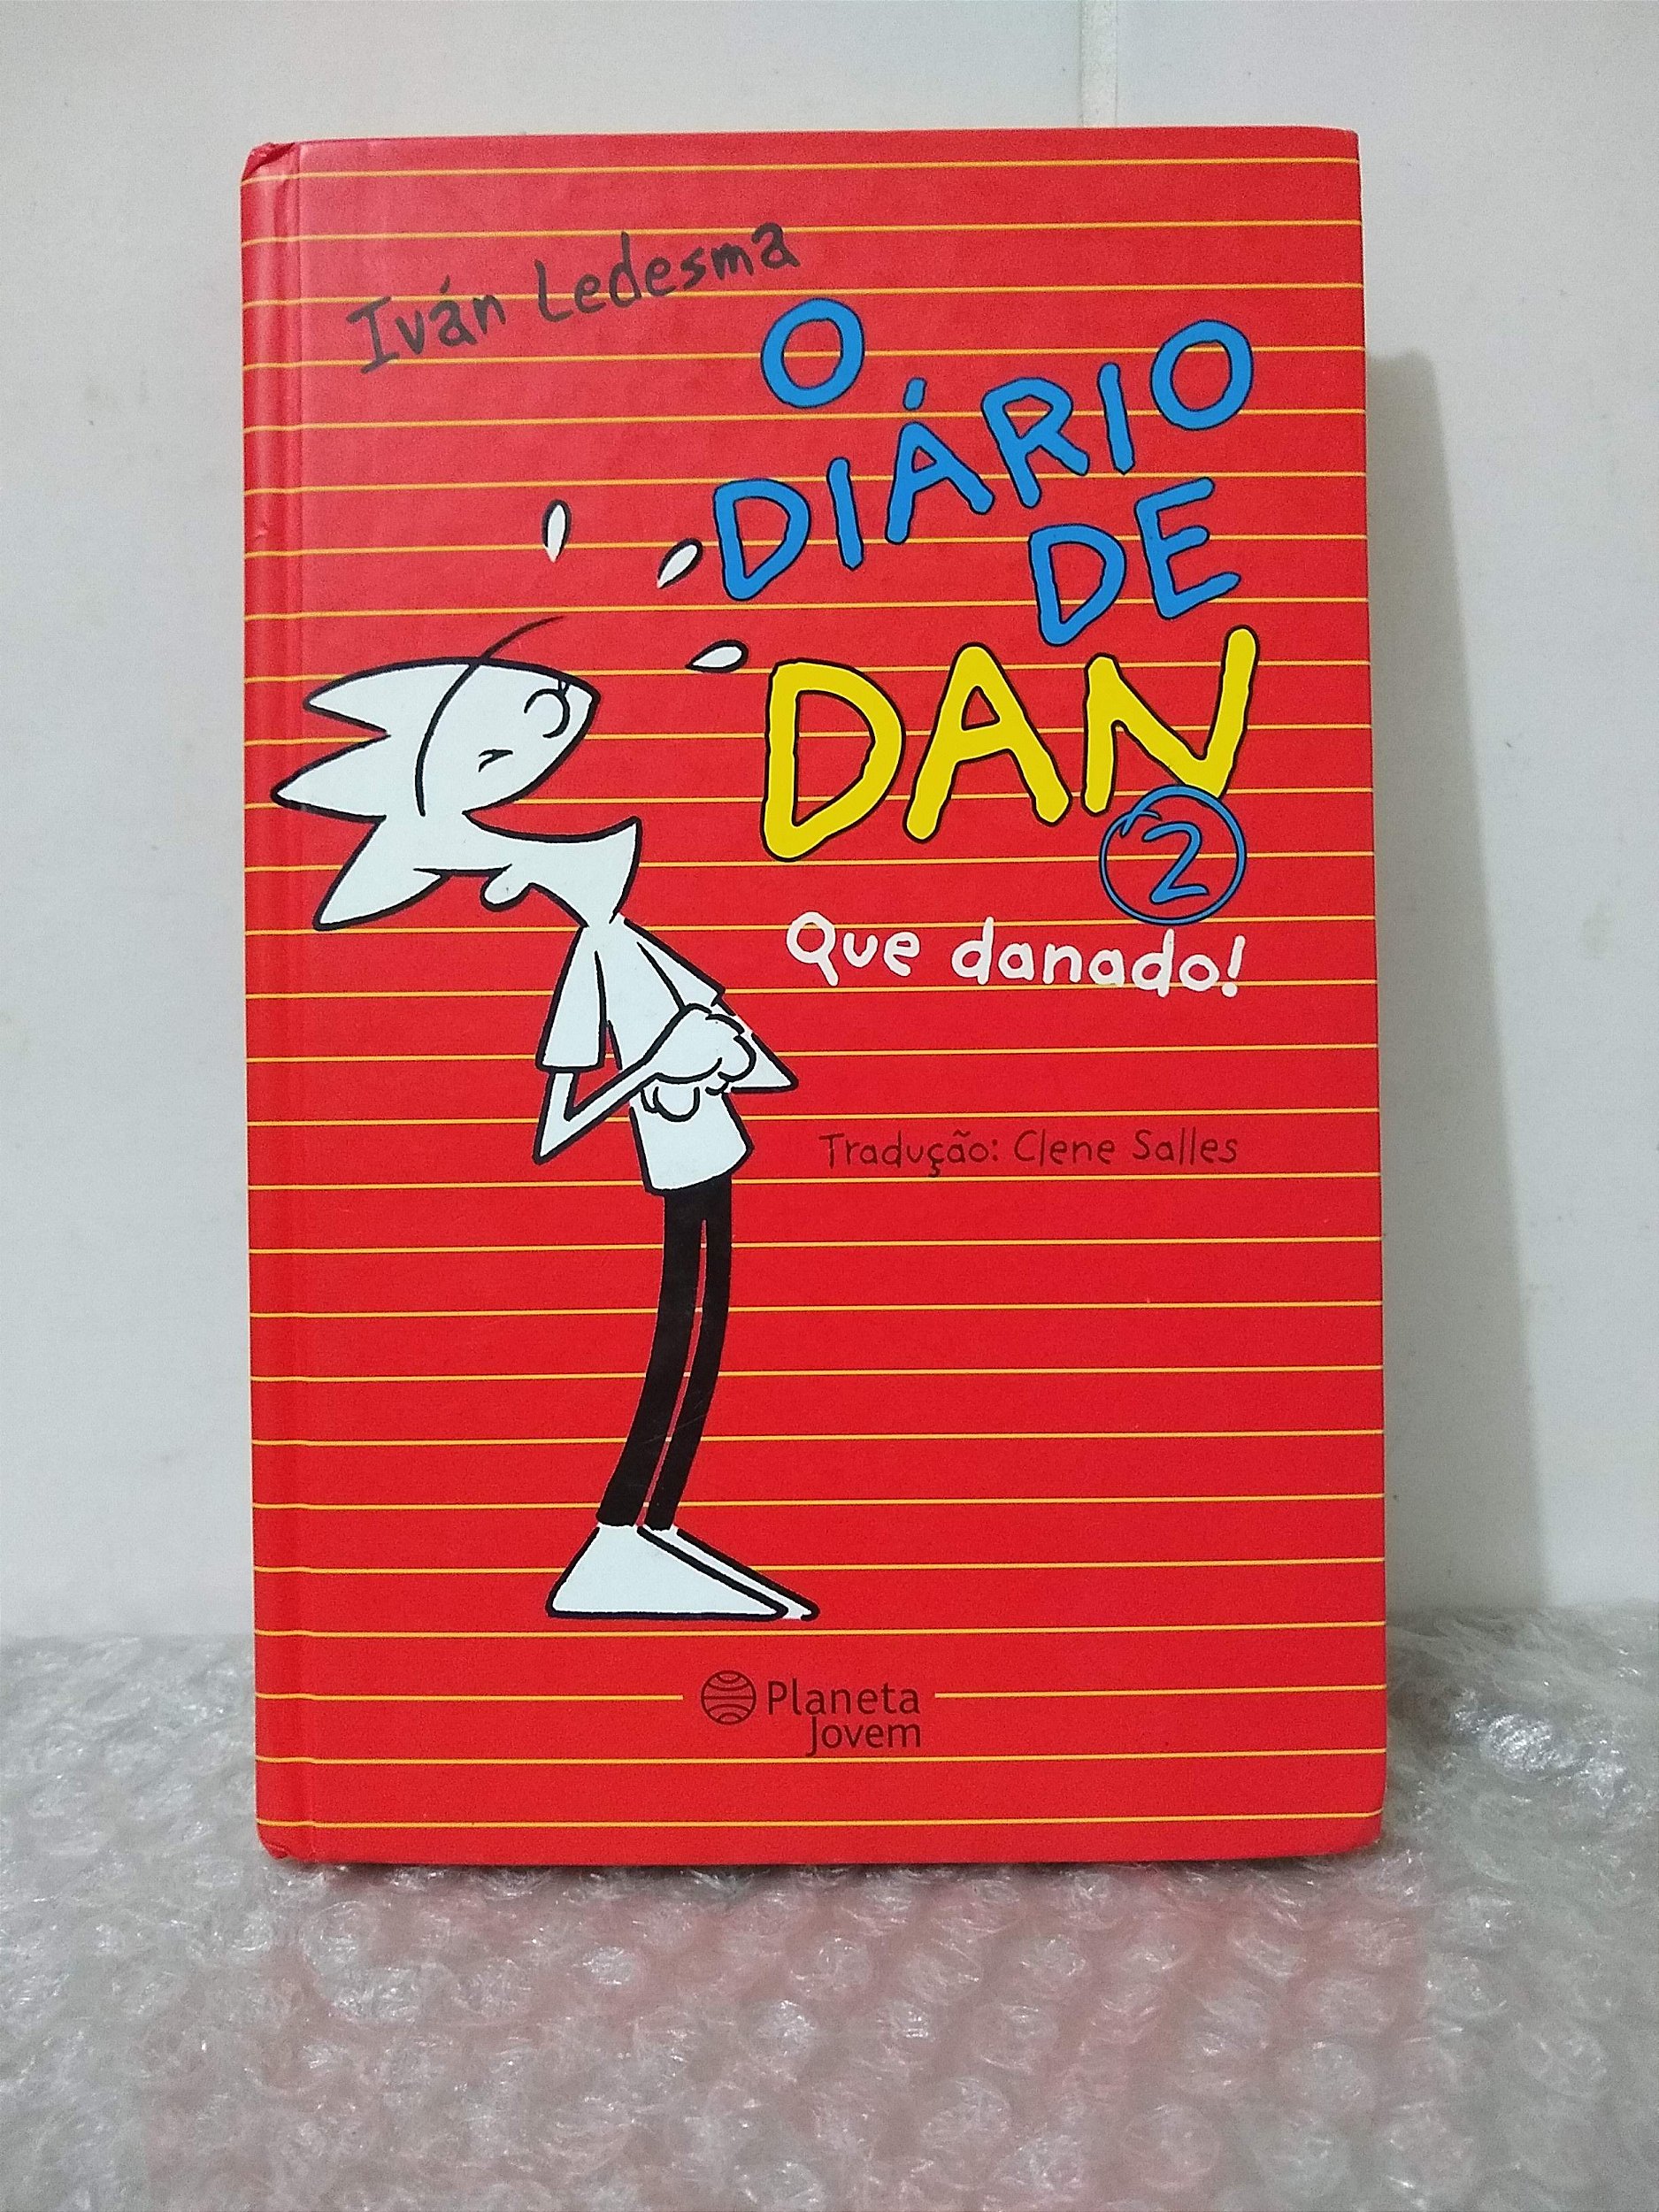 Iván Ledesma
O
DIÁRIO
DE
DAN
2
Que danado!
Tradução: Clene Salles
Planeta
Jovem